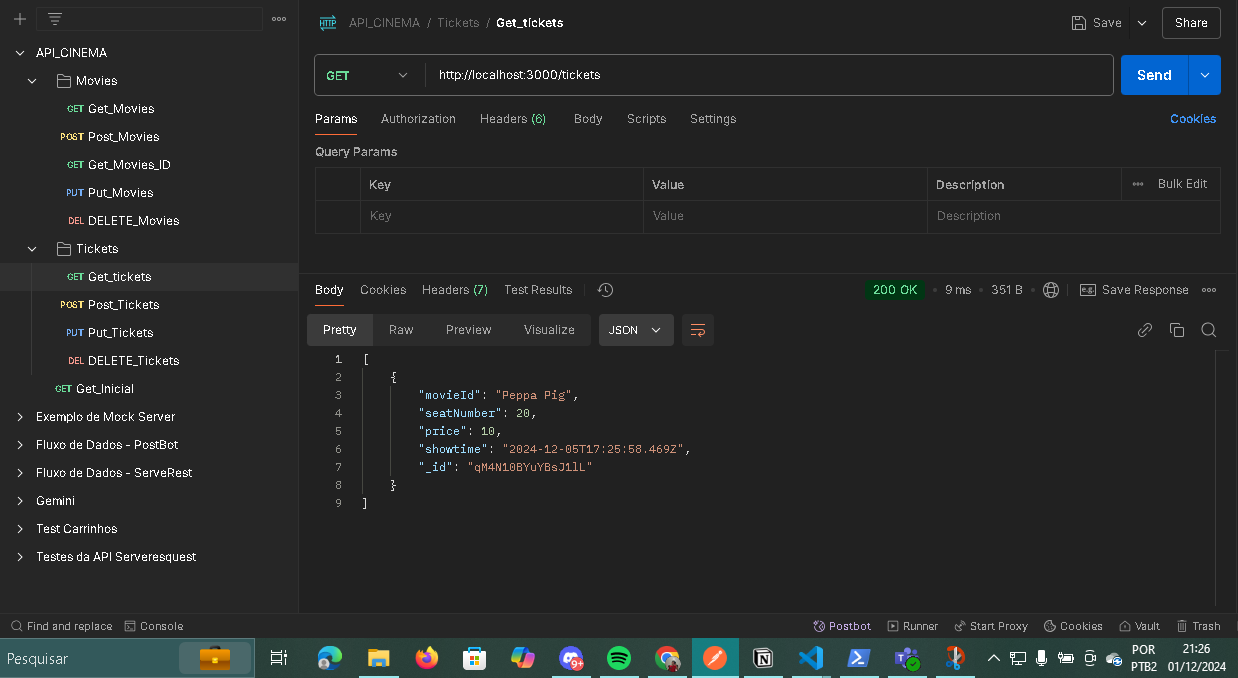 API_CINEMA / Tickets / Get_tickets
Save
Share
API_CINEMA
Movies
GET Get_Movies
POST Post_Movies
GET Get_Movies_ID
PUT Put_Movies
DEL DELETE_Movies
Tickets
GET Get_tickets
POST Post_Tickets
PUT Put_Tickets
DEL DELETE_Tickets
GET Get_Inicial
Exemplo de Mock Server
Fluxo de Dados - PostBot
Fluxo de Dados - ServeRest
Gemini
Test Carrinhos
Testes da API Serveresquest
HTTP
GET http://localhost:3000/tickets
Send
Params Authorization Headers (6) Body Scripts Settings Cookies
Query Params
Key Value Description Bulk Edit
Key Value Description
Body Cookies Headers (7) Test Results 200 OK 9 ms 351 B Save Response
Pretty Raw Preview Visualize JSON
1 [
2 {
3 "movieId": "Peppa Pig",
4 "seatNumber": 20,
5 "price": 10,
6 "showtime": "2024-12-05T17:25:58.469Z",
7 "_id": "qM4N10BYuYBsJ1lL"
8 }
9 ]
Find and replace Console Postbot Runner Start Proxy Cookies Vault Trash
Pesquisar
9+
POR
PTB2
21:26
01/12/2024